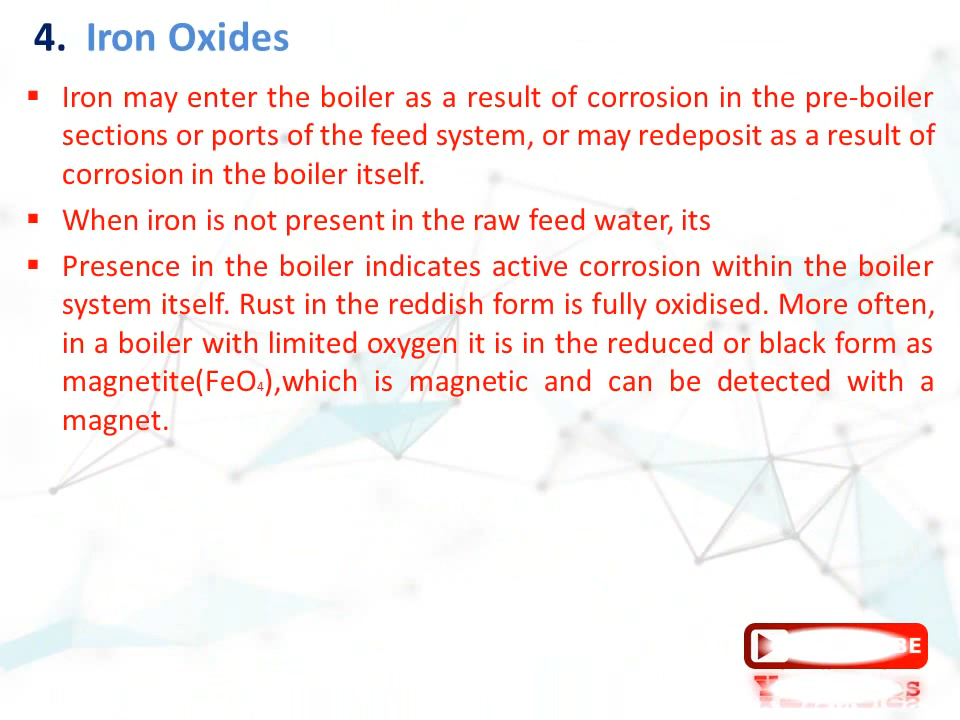 4. Iron Oxides
▪ Iron may enter the boiler as a result of corrosion in the pre-boiler
sections or ports of the feed system, or may redeposit as a result of
corrosion in the boiler itself.
▪ When iron is not present in the raw feed water, its
▪ Presence in the boiler indicates active corrosion within the boiler
system itself. Rust in the reddish form is fully oxidised. More often,
in a boiler with limited oxygen it is in the reduced or black form as
magnetite(FeO₄),which is magnetic and can be detected with a
magnet.